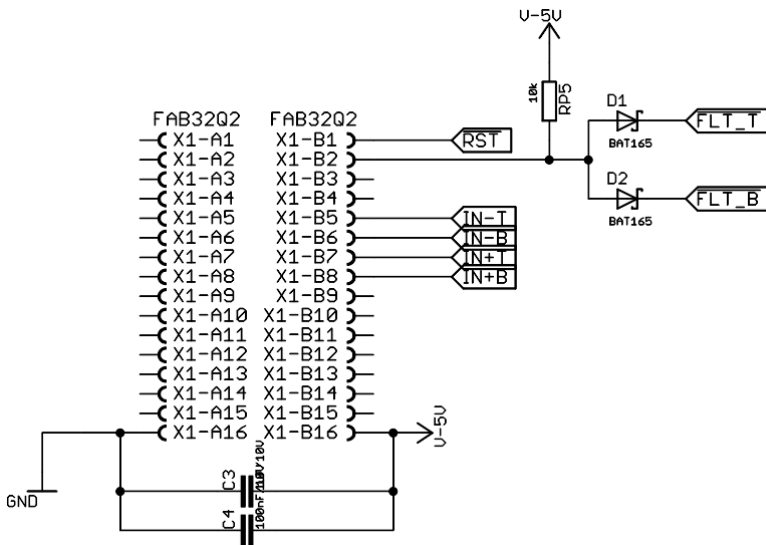 V-5V
10k
RP5
D1
BAT165
FLT_T
D2
BAT165
FLT_B
FAB32Q2 FAB32Q2
X1-A1 X1-B1 RST
X1-A2 X1-B2
X1-A3 X1-B3
X1-A4 X1-B4
X1-A5 X1-B5 IN-T
X1-A6 X1-B6 IN-B
X1-A7 X1-B7 IN+T
X1-A8 X1-B8 IN+B
X1-A9 X1-B9
X1-A10 X1-B10
X1-A11 X1-B11
X1-A12 X1-B12
X1-A13 X1-B13
X1-A14 X1-B14
X1-A15 X1-B15
X1-A16 X1-B16
V-5V
GND
C3
C4